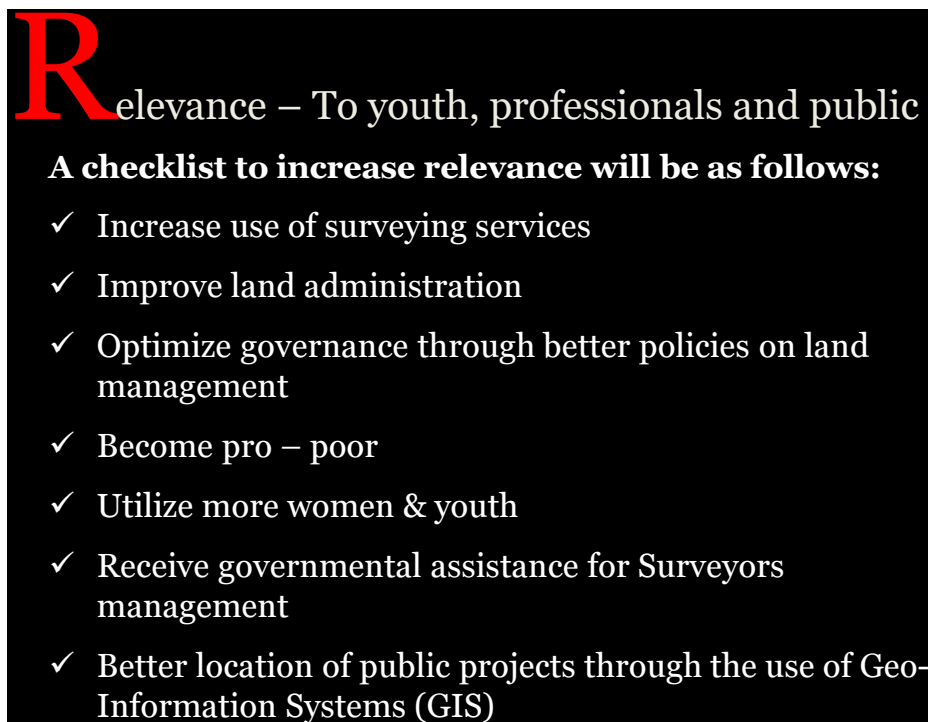 Relevance – To youth, professionals and public
A checklist to increase relevance will be as follows:
✓ Increase use of surveying services
✓ Improve land administration
✓ Optimize governance through better policies on land
management
✓ Become pro – poor
✓ Utilize more women & youth
✓ Receive governmental assistance for Surveyors
management
✓ Better location of public projects through the use of Geo-
Information Systems (GIS)